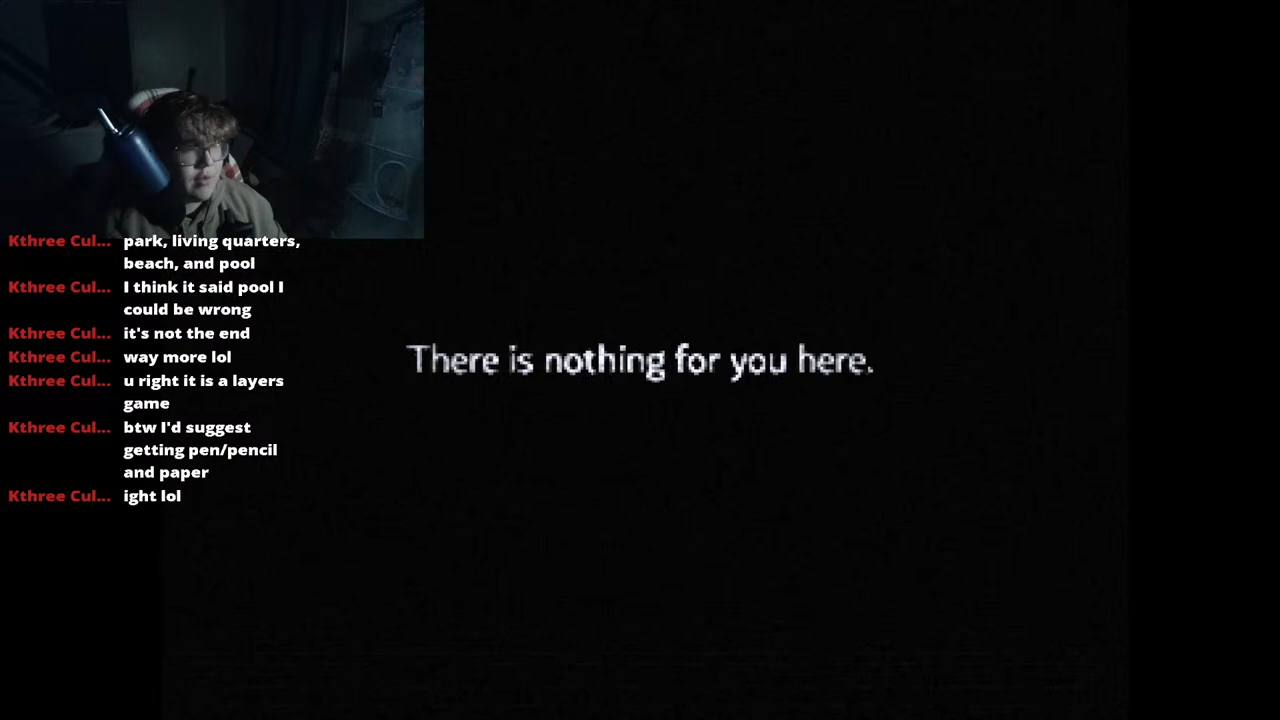 Kthree Cul... park, living quarters,
beach, and pool
Kthree Cul... I think it said pool I
could be wrong
Kthree Cul... it's not the end
Kthree Cul... way more lol
Kthree Cul... u right it is a layers
game
Kthree Cul... btw I'd suggest
getting pen/pencil
and paper
Kthree Cul... ight lol
There is nothing for you here.